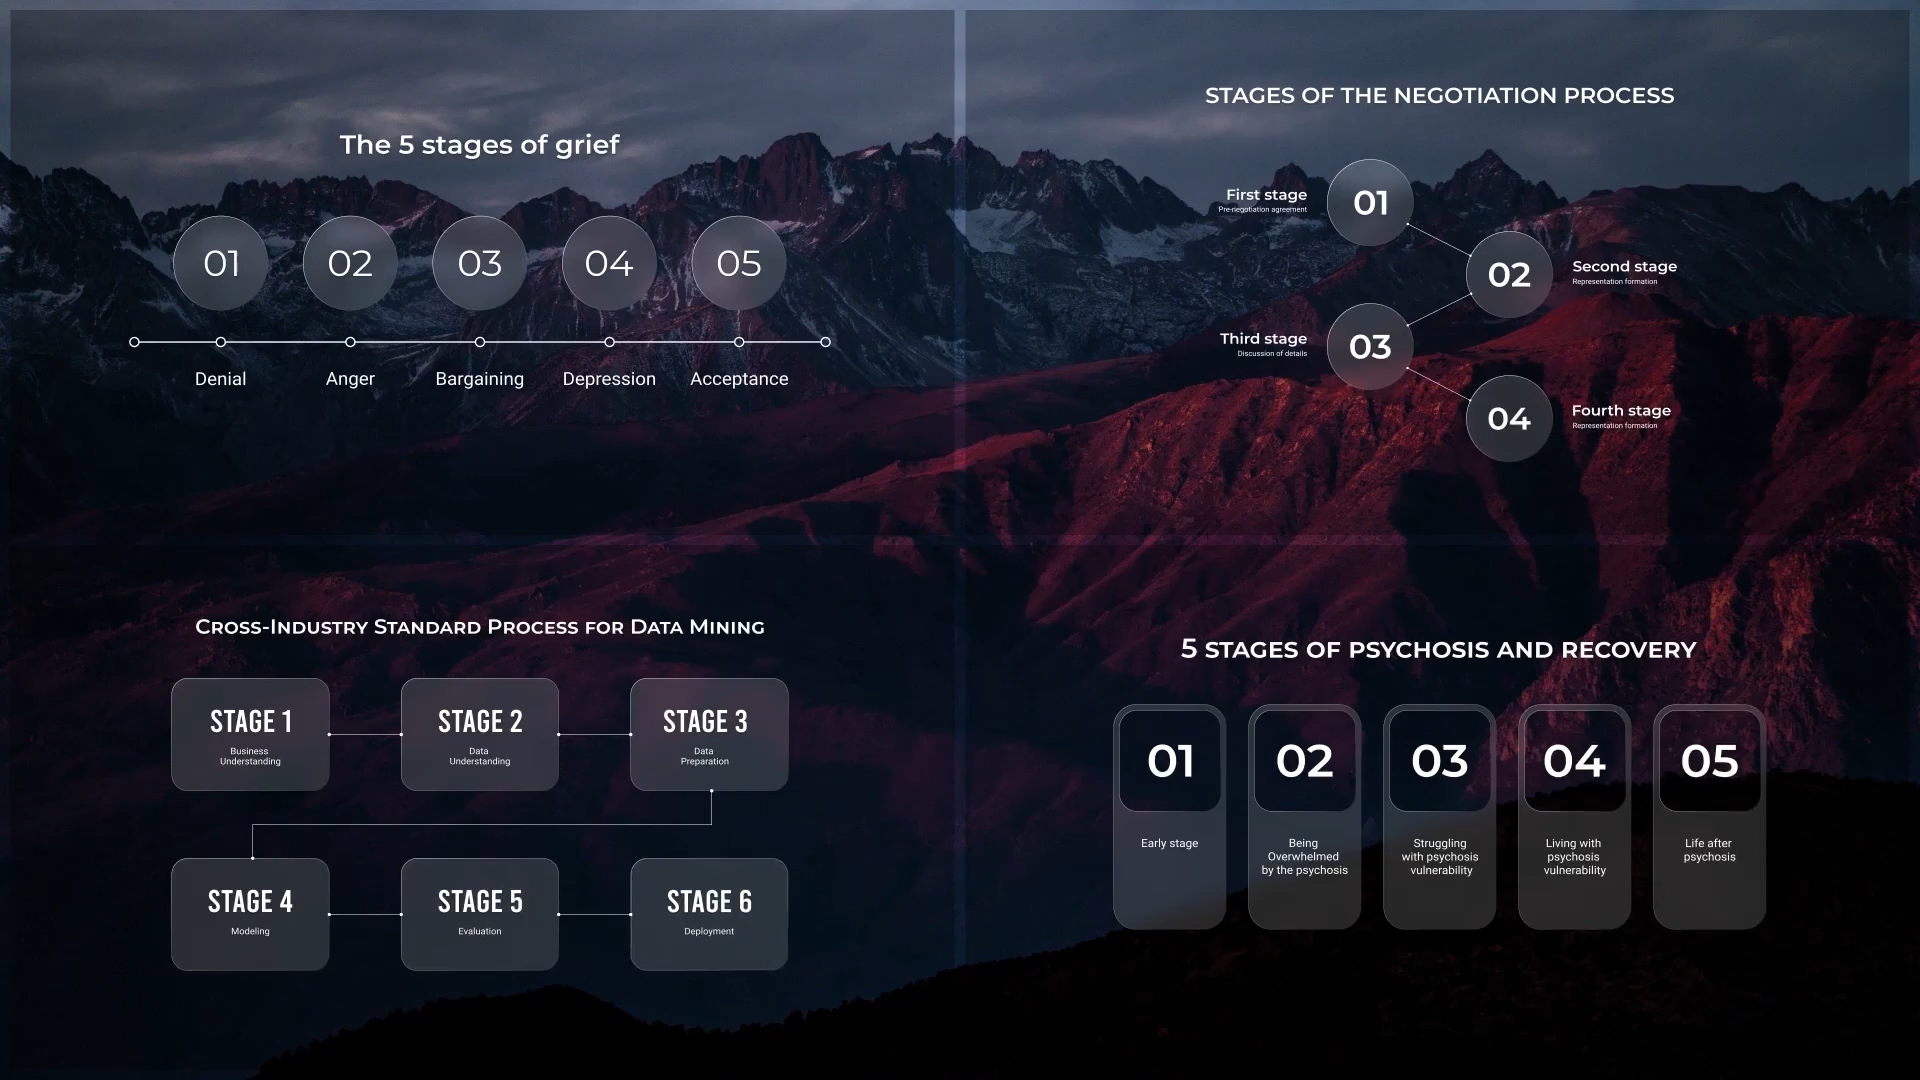 The 5 stages of grief
01 02 03 04 05
Denial Anger Bargaining Depression Acceptance
STAGES OF THE NEGOTIATION PROCESS
01
First stage
Pre-negotiation agreement
02
Second stage
Representation formation
03
Third stage
Discussion of details
04
Fourth stage
Representation formation
Cross-Industry Standard Process for Data Mining
STAGE 1
Business
Understanding
STAGE 2
Data
Understanding
STAGE 3
Data
Preparation
STAGE 4
Modeling
STAGE 5
Evaluation
STAGE 6
Deployment
5 STAGES OF PSYCHOSIS AND RECOVERY
01
Early stage
02
Being
Overwhelmed
by the psychosis
03
Struggling
with psychosis
vulnerability
04
Living with
psychosis
vulnerability
05
Life after
psychosis